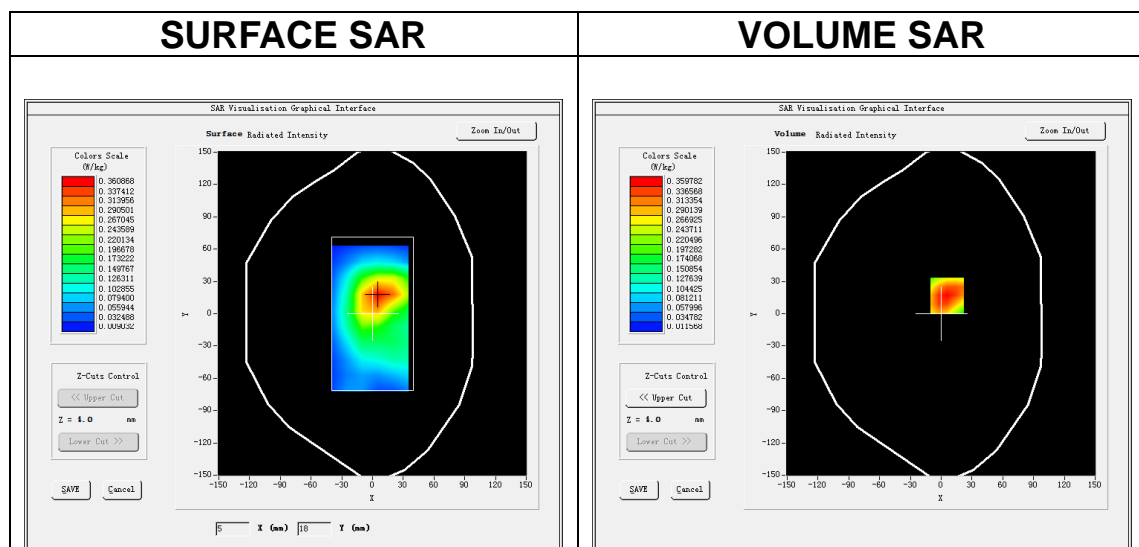 SURFACE SAR
VOLUME SAR
SAR Visualisation Graphical Interface
Surface Radiated Intensity
Zoom In/Out
Colors Scale
(W/kg)
0.360868
0.337412
0.313956
0.290501
0.267045
0.243589
0.220134
0.196678
0.173222
0.149767
0.126311
0.102855
0.079400
0.055944
0.032488
0.009032
Z-Cuts Control
<< Upper Cut
Z = 4.0 mm
Lower Cut >>
SAVE
Cancel
150
120
90
60
30
0
-30
-60
-90
-120
-150
Y
-150 -120 -90 -60 -30 0 30 60 90 120 150
X
5 X (mm) 18 Y (mm)
SAR Visualisation Graphical Interface
Volume Radiated Intensity
Zoom In/Out
Colors Scale
(W/kg)
0.359782
0.336568
0.313354
0.290139
0.266925
0.243711
0.220496
0.197282
0.174068
0.150854
0.127639
0.104425
0.081211
0.057996
0.034782
0.011568
Z-Cuts Control
<< Upper Cut
Z = 4.0 mm
Lower Cut >>
SAVE
Cancel
150
120
90
60
30
0
-30
-60
-90
-120
-150
Y
-150 -120 -90 -60 -30 0 30 60 90 120 150
X